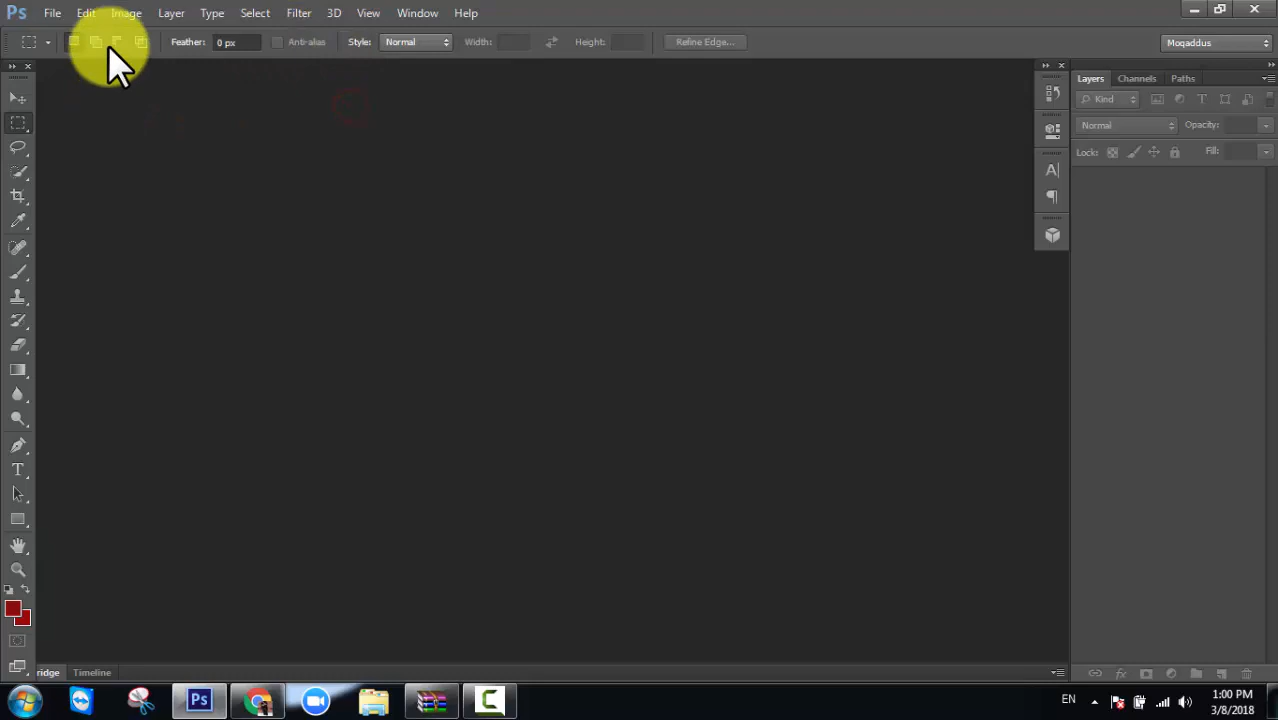 Ps File Edit Image Layer Type Select Filter 3D View Window Help
Feather: 0 px Anti-alias Style: Normal Width: Height: Refine Edge... Moqaddus
Layers Channels Paths
Kind
Normal Opacity:
Lock: Fill:
ridge Timeline
Ps EN 1:00 PM
3/8/2018